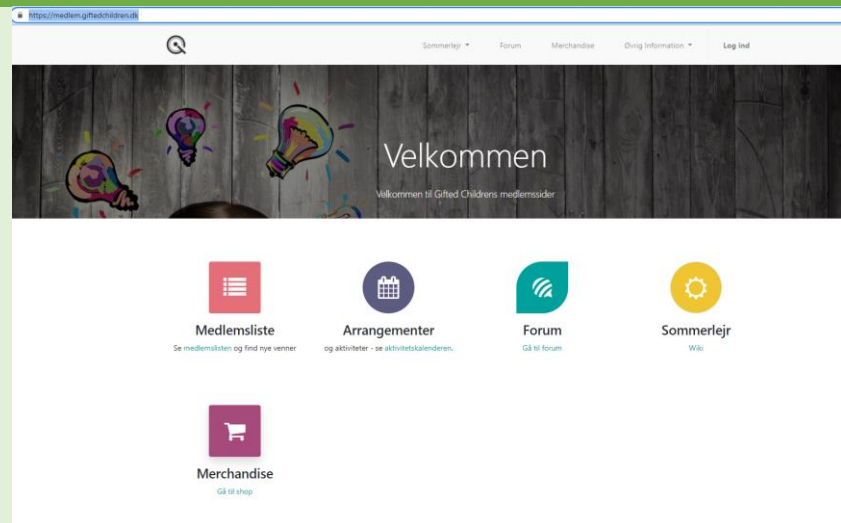 https://medlem.giftedchildren.dk
Sommerlejr Forum Merchandise Øvrig Information Log ind
Velkommen
Velkommen til Gifted Childrens medlemssider
Medlemsliste Arrangementer Forum Sommerlejr
Se medlemslisten og find nye venner og aktiviteter - se aktivitetskalenderen. Gå til forum Wiki
Merchandise
Gå til shop